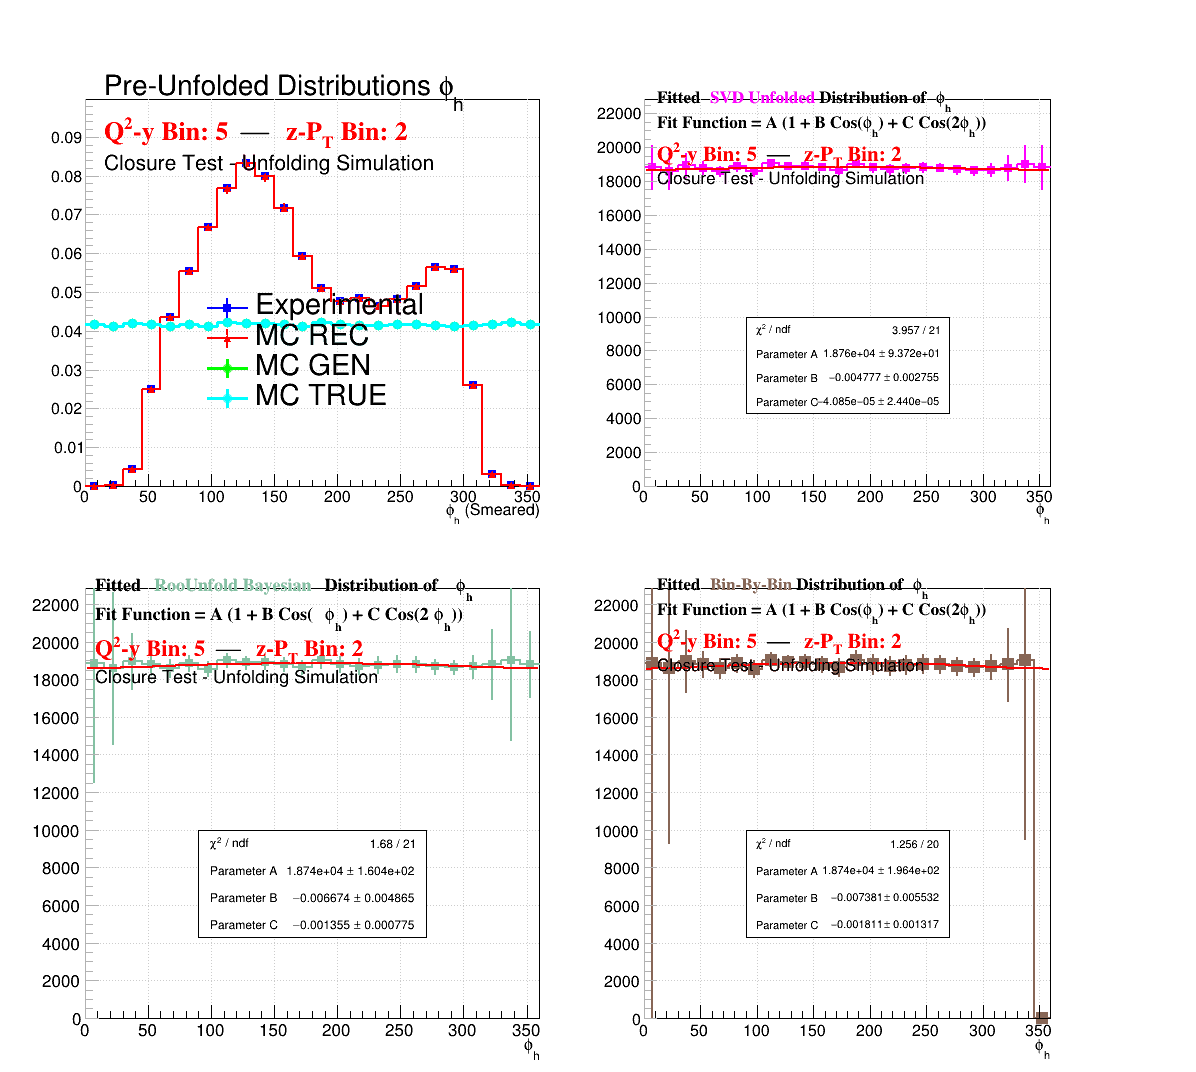 Pre-Unfolded Distributions ϕh
Q2-y Bin: 5 — z-PT Bin: 2
Closure Test - Unfolding Simulation
0.09
0.08
0.07
0.06
0.05
0.04
0.03
0.02
0.01
0
Experimental
MC REC
MC GEN
MC TRUE
0 50 100 150 200 250 300 350
ϕh (Smeared)
Fitted SVD Unfolded Distribution of ϕh
Fit Function = A (1 + B Cos(ϕh) + C Cos(2ϕh))
Q2-y Bin: 5 — z-PT Bin: 2
Closure Test - Unfolding Simulation
22000
20000
18000
16000
14000
12000
10000
8000
6000
4000
2000
0
χ2 / ndf 3.957 / 21
Parameter A 1.876e+04 ± 9.372e+01
Parameter B −0.004777 ± 0.002755
Parameter C −4.085e−05 ± 2.440e−05
0 50 100 150 200 250 300 350
ϕh
Fitted RooUnfold Bayesian Distribution of ϕh
Fit Function = A (1 + B Cos( ϕh) + C Cos(2 ϕh))
Q2-y Bin: 5 — z-PT Bin: 2
Closure Test - Unfolding Simulation
22000
20000
18000
16000
14000
12000
10000
8000
6000
4000
2000
0
χ2 / ndf 1.68 / 21
Parameter A 1.874e+04 ± 1.604e+02
Parameter B −0.006674 ± 0.004865
Parameter C −0.001355 ± 0.000775
0 50 100 150 200 250 300 350
ϕh
Fitted Bin-By-Bin Distribution of ϕh
Fit Function = A (1 + B Cos(ϕh) + C Cos(2ϕh))
Q2-y Bin: 5 — z-PT Bin: 2
Closure Test - Unfolding Simulation
22000
20000
18000
16000
14000
12000
10000
8000
6000
4000
2000
0
χ2 / ndf 1.256 / 20
Parameter A 1.874e+04 ± 1.964e+02
Parameter B −0.007381 ± 0.005532
Parameter C −0.001811 ± 0.001317
0 50 100 150 200 250 300 350
ϕh